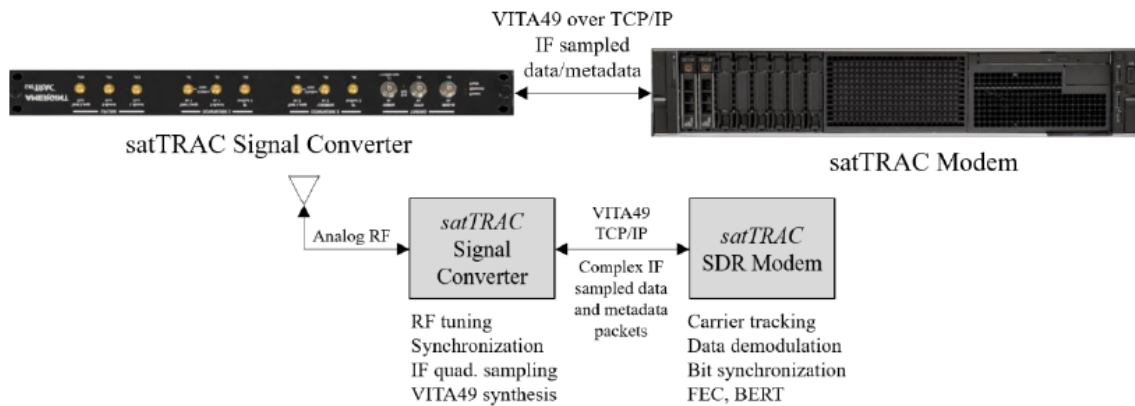 VITA49 over TCP/IP
IF sampled
data/metadata
satTRAC Signal Converter
satTRAC Modem
Analog RF
satTRAC
Signal
Converter
VITA49
TCP/IP
Complex IF
sampled data
and metadata
packets
satTRAC
SDR Modem
RF tuning
Synchronization
IF quad. sampling
VITA49 synthesis
Carrier tracking
Data demodulation
Bit synchronization
FEC, BERT